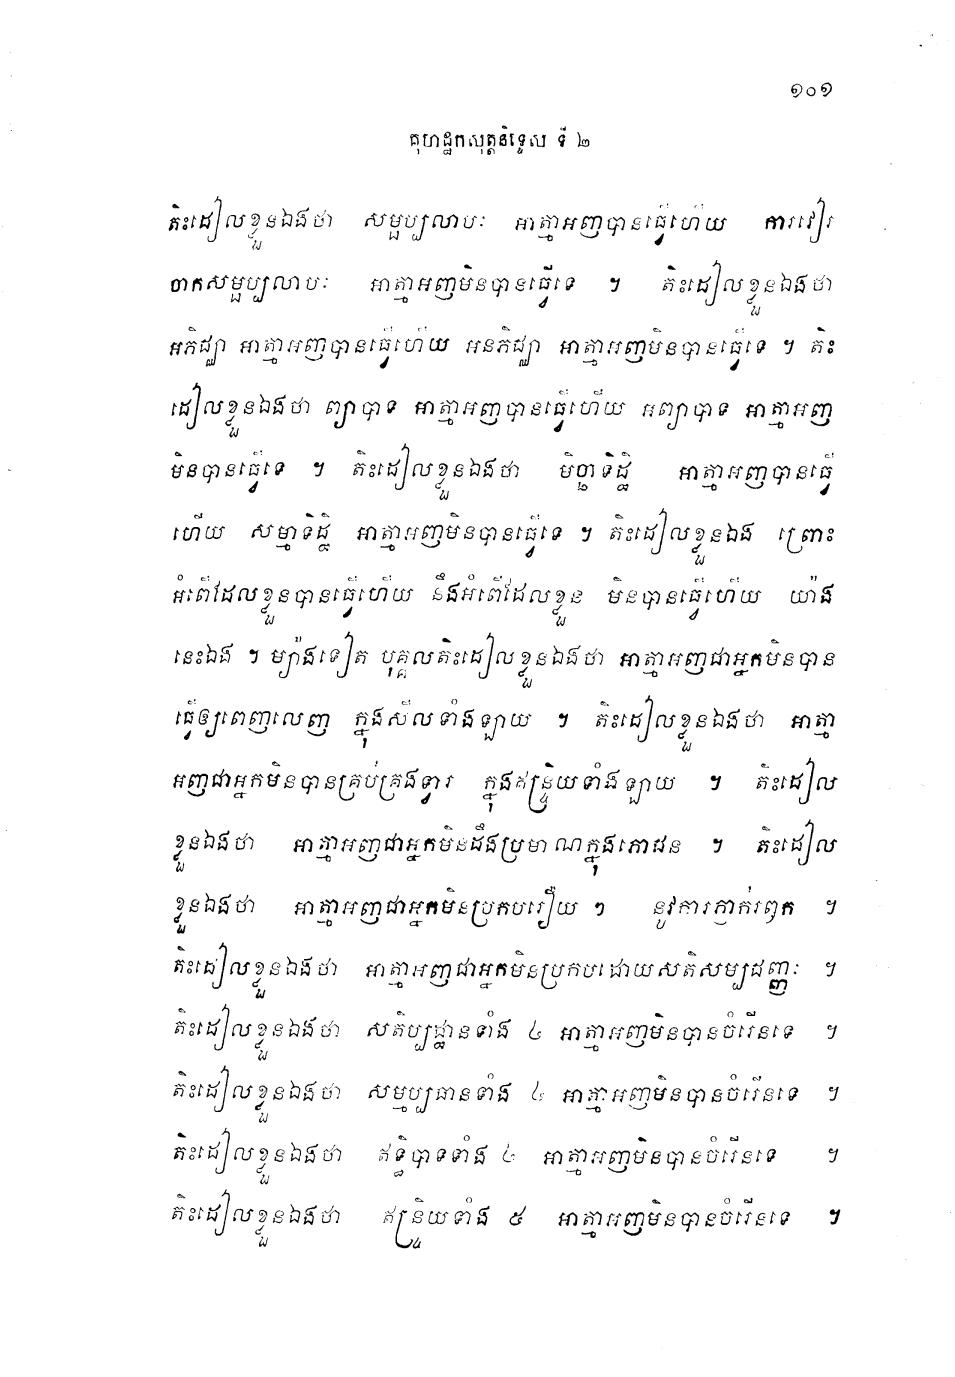 ១០១
គុហដ្ឋកសុត្តនិទ្ទេស ទី ២
តិះដៀលខ្លួនឯងថា សម្ផប្បលាបៈ អាត្មាអញបានធ្វើហើយ ការវៀរ
ចាកសម្ផប្បលាបៈ អាត្មាអញមិនបានធ្វើទេ ។ តិះដៀលខ្លួនឯងថា
អភិជ្ឈា អាត្មាអញបានធ្វើហើយ អនភិជ្ឈា អាត្មាអញមិនបានធ្វើទេ ។ តិះ
ដៀលខ្លួនឯងថា ព្យាបាទ អាត្មាអញបានធ្វើហើយ អព្យាបាទ អាត្មាអញ
មិនបានធ្វើទេ ។ តិះដៀលខ្លួនឯងថា មិច្ឆាទិដ្ឋិ អាត្មាអញបានធ្វើ
ហើយ សម្មាទិដ្ឋិ អាត្មាអញមិនបានធ្វើទេ ។ តិះដៀលខ្លួនឯង ព្រោះ
អំពើដែលខ្លួនបានធ្វើហើយ នឹងអំពើដែលខ្លួន មិនបានធ្វើហើយ យ៉ាង
នេះឯង ។ ម្យ៉ាងទៀត បុគ្គលតិះដៀលខ្លួនឯងថា អាត្មាអញជាអ្នកមិនបាន
ធ្វើឲ្យពេញលេញ ក្នុងសីលទាំងឡាយ ។ តិះដៀលខ្លួនឯងថា អាត្មា
អញជាអ្នកមិនបានគ្រប់គ្រងទ្វារ ក្នុងឥន្ទ្រិយទាំងឡាយ ។ តិះដៀល
ខ្លួនឯងថា អាត្មាអញជាអ្នកមិនដឹងប្រមាណក្នុងភោជន ។ តិះដៀល
ខ្លួនឯងថា អាត្មាអញជាអ្នកមិនប្រកបរឿយ ៗ នូវការភ្ញាក់រឭក ។
តិះដៀលខ្លួនឯងថា អាត្មាអញជាអ្នកមិនប្រកបដោយសតិសម្បជញ្ញៈ ។
តិះដៀលខ្លួនឯងថា សតិប្បដ្ឋានទាំង ៤ អាត្មាអញមិនបានចំរើនទេ ។
តិះដៀលខ្លួនឯងថា សម្មប្បធានទាំង ៤ អាត្មាអញមិនបានចំរើនទេ ។
តិះដៀលខ្លួនឯងថា ឥទ្ធិបាទទាំង ៤ អាត្មាអញមិនបានចំរើនទេ ។
តិះដៀលខ្លួនឯងថា ឥន្ទ្រិយទាំង ៥ អាត្មាអញមិនបានចំរើនទេ ។